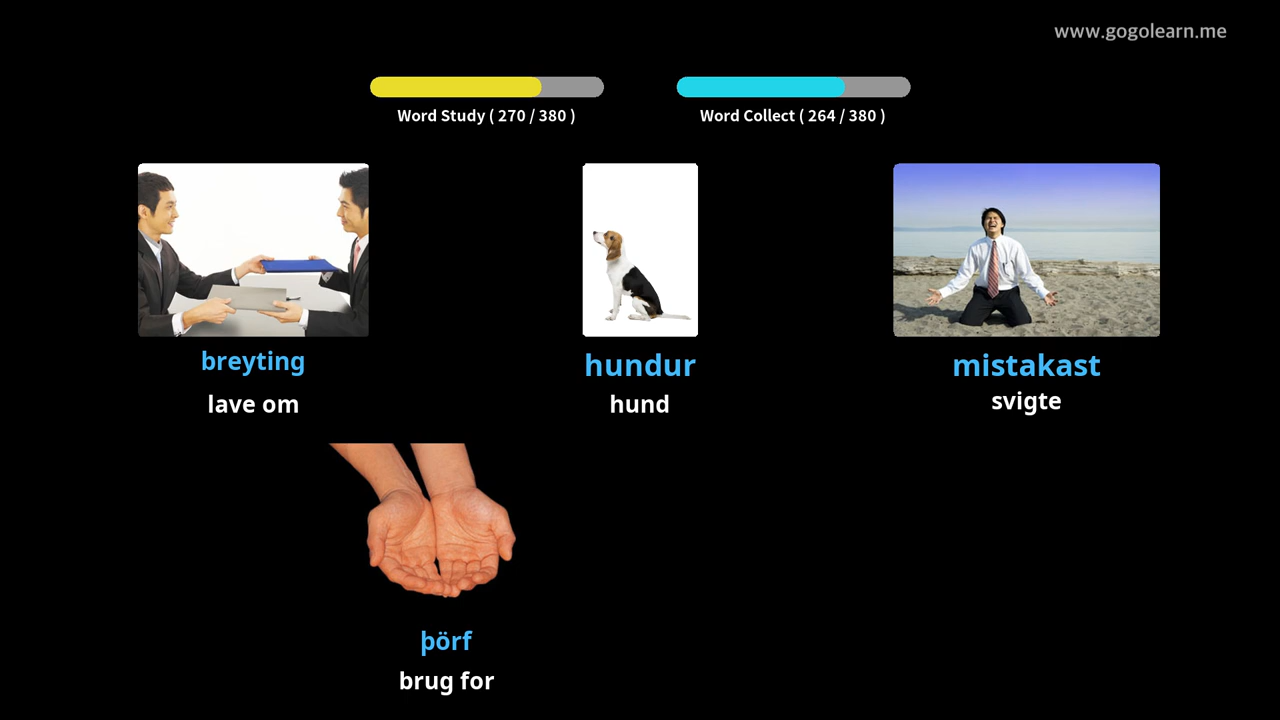 www.gogolearn.me
Word Study ( 270 / 380 )
Word Collect ( 264 / 380 )
breyting
lave om
hundur
hund
mistakast
svigte
þörf
brug for